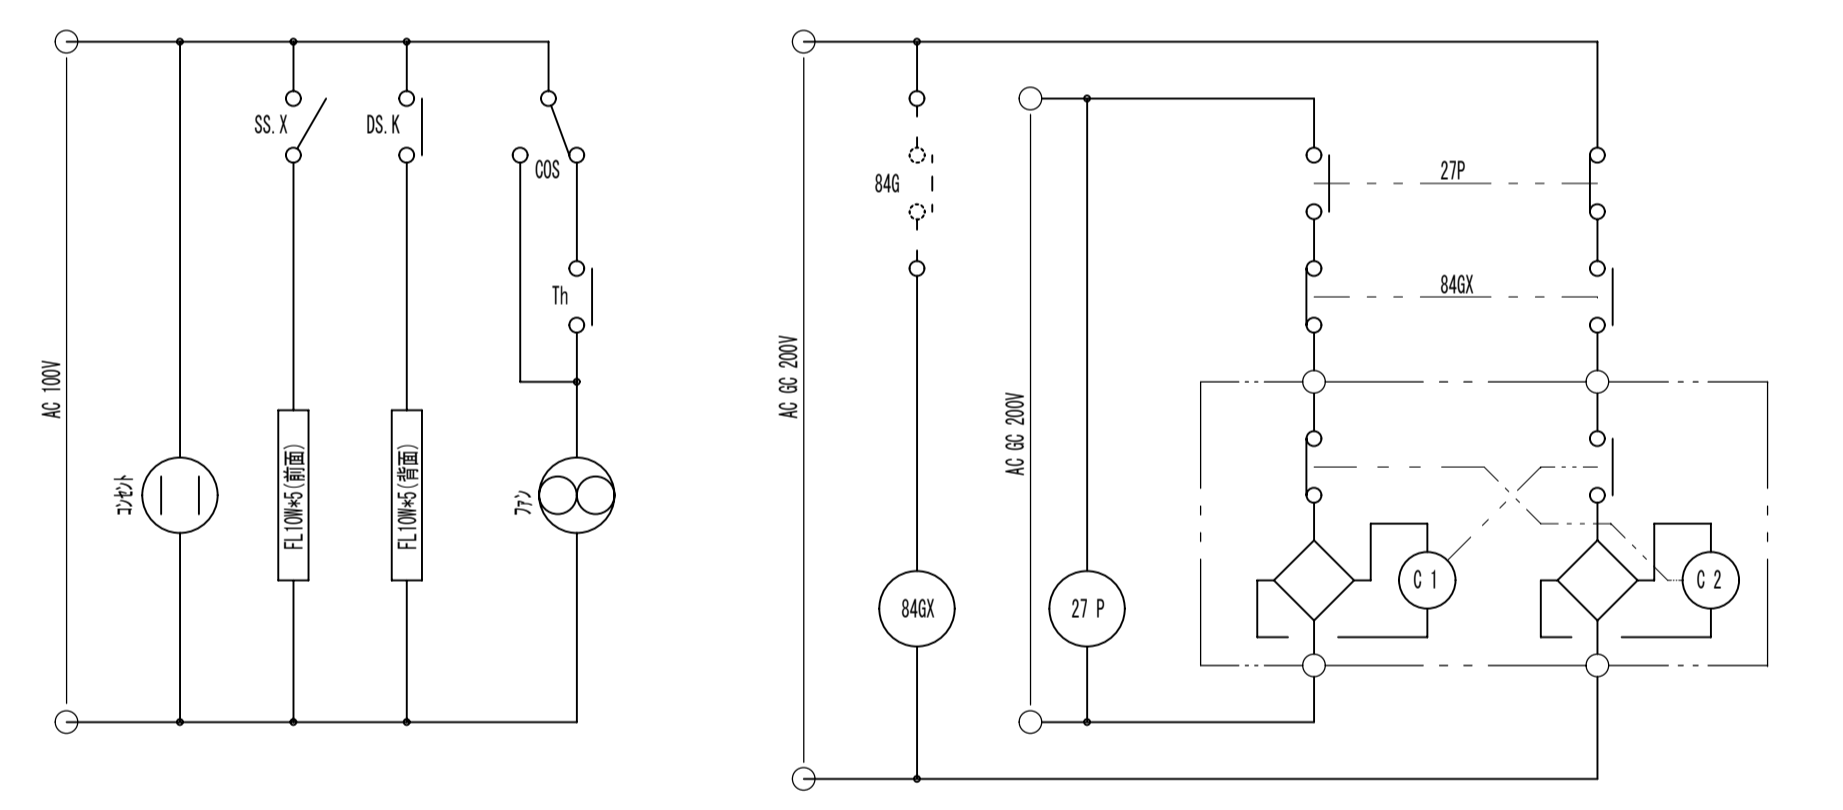 AC 100V
コンセント
SS.X
FL10W*5(前面)
DS.K
FL10W*5(背面)
COS
Th
ファン
AC GC 200V
84G
84GX
AC GC 200V
27 P
27P
84GX
C 1
C 2